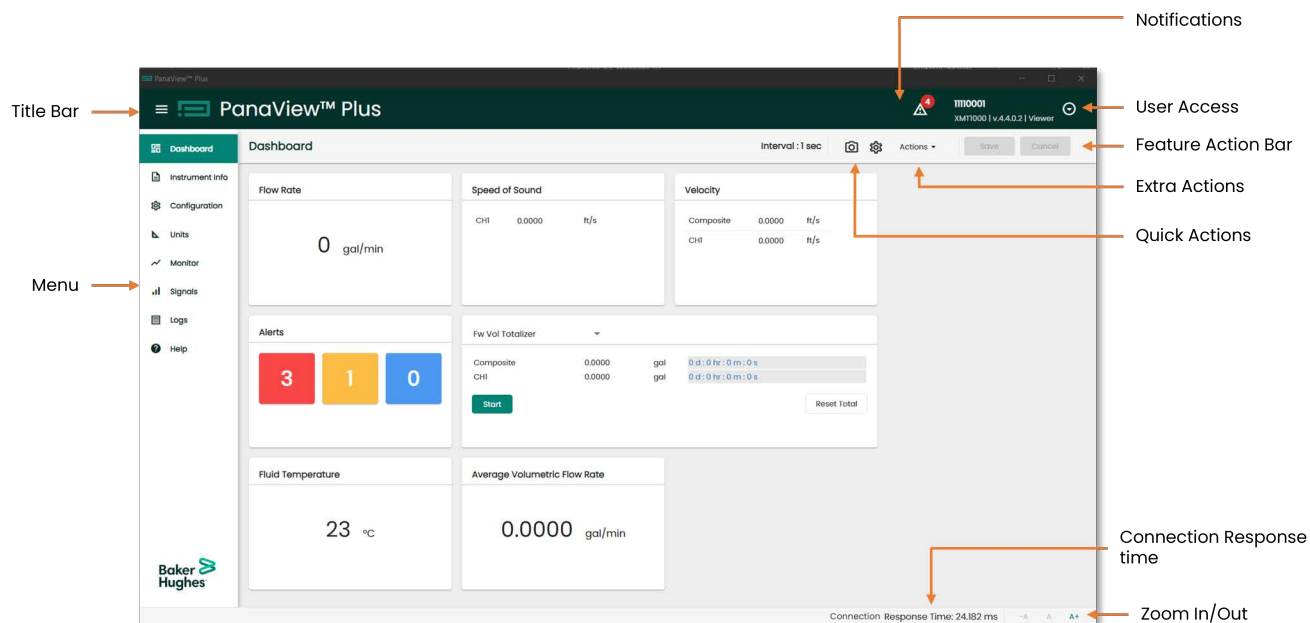 Notifications
PanaView™ Plus
Title Bar
PanaView™ Plus
4
11110001
XMT1000 | v.4.4.0.2 | Viewer
User Access
Dashboard
Dashboard
Interval : 1 sec
Actions
Save
Cancel
Feature Action Bar
Instrument Info
Configuration
Units
Monitor
Signals
Logs
Help
Menu
Extra Actions
Quick Actions
Flow Rate
0 gal/min
Speed of Sound
CH1 0.0000 ft/s
Velocity
Composite 0.0000 ft/s
CH1 0.0000 ft/s
Alerts
3 1 0
Fw Vol Totalizer
Composite 0.0000 gal 0 d : 0 hr : 0 m : 0 s
CH1 0.0000 gal 0 d : 0 hr : 0 m : 0 s
Start
Reset Total
Fluid Temperature
23 °C
Average Volumetric Flow Rate
0.0000 gal/min
Baker
Hughes
Connection Response
time
Connection Response Time: 24.182 ms
-A A A+
Zoom In/Out